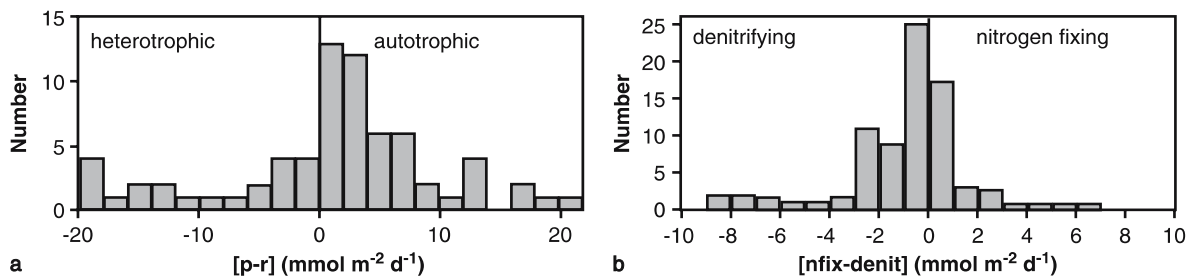 15
10
5
0
Number
heterotrophic
autotrophic
-20
-10
0
10
20
[p-r] (mmol m-2 d-1)
a
25
20
15
10
5
0
Number
denitrifying
nitrogen fixing
-10
-8
-6
-4
-2
0
2
4
6
8
10
[nfix-denit] (mmol m-2 d-1)
b